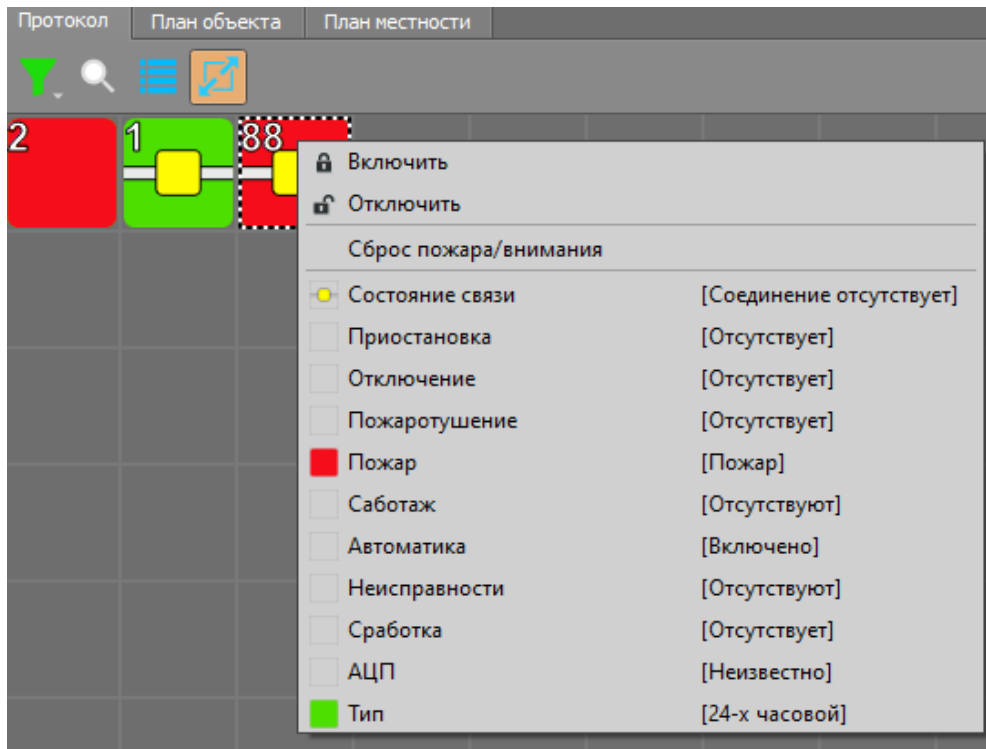 Протокол План объекта План местности
2 1 88
Включить
Отключить
Сброс пожара/внимания
Состояние связи [Соединение отсутствует]
Приостановка [Отсутствует]
Отключение [Отсутствует]
Пожаротушение [Отсутствует]
Пожар [Пожар]
Саботаж [Отсутствуют]
Автоматика [Включено]
Неисправности [Отсутствуют]
Сработка [Отсутствует]
АЦП [Неизвестно]
Тип [24-х часовой]